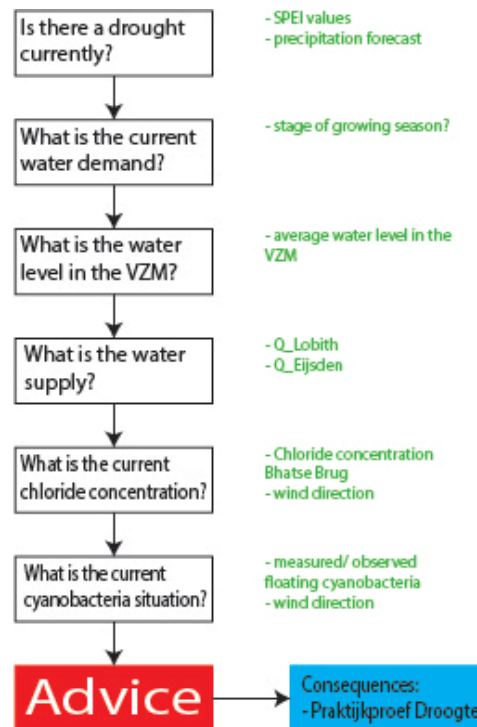 Is there a drought
currently?
- SPEI values
- precipitation forecast
What is the current
water demand?
- stage of growing season?
What is the water
level in the VZM?
- average water level in the
VZM
What is the water
supply?
- Q_Lobith
- Q_Eijsden
What is the current
chloride concentration?
- Chloride concentration
Bhatse Brug
- wind direction
What is the current
cyanobacteria situation?
- measured/ observed
floating cyanobacteria
- wind direction
Advice
Consequences:
- Praktijkproef Droogte